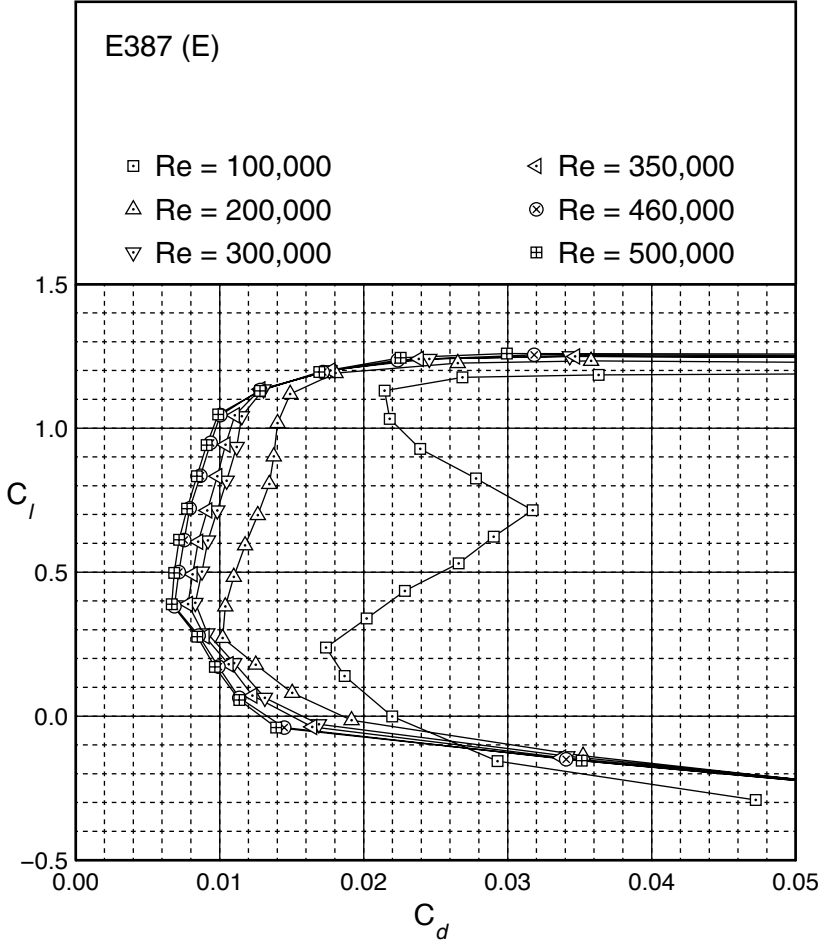 E387 (E)
Re = 100,000
Re = 350,000
Re = 200,000
Re = 460,000
Re = 300,000
Re = 500,000
1.5
1.0
C_l
0.5
0.0
−0.5
0.00 0.01 0.02 0.03 0.04 0.05
C_d